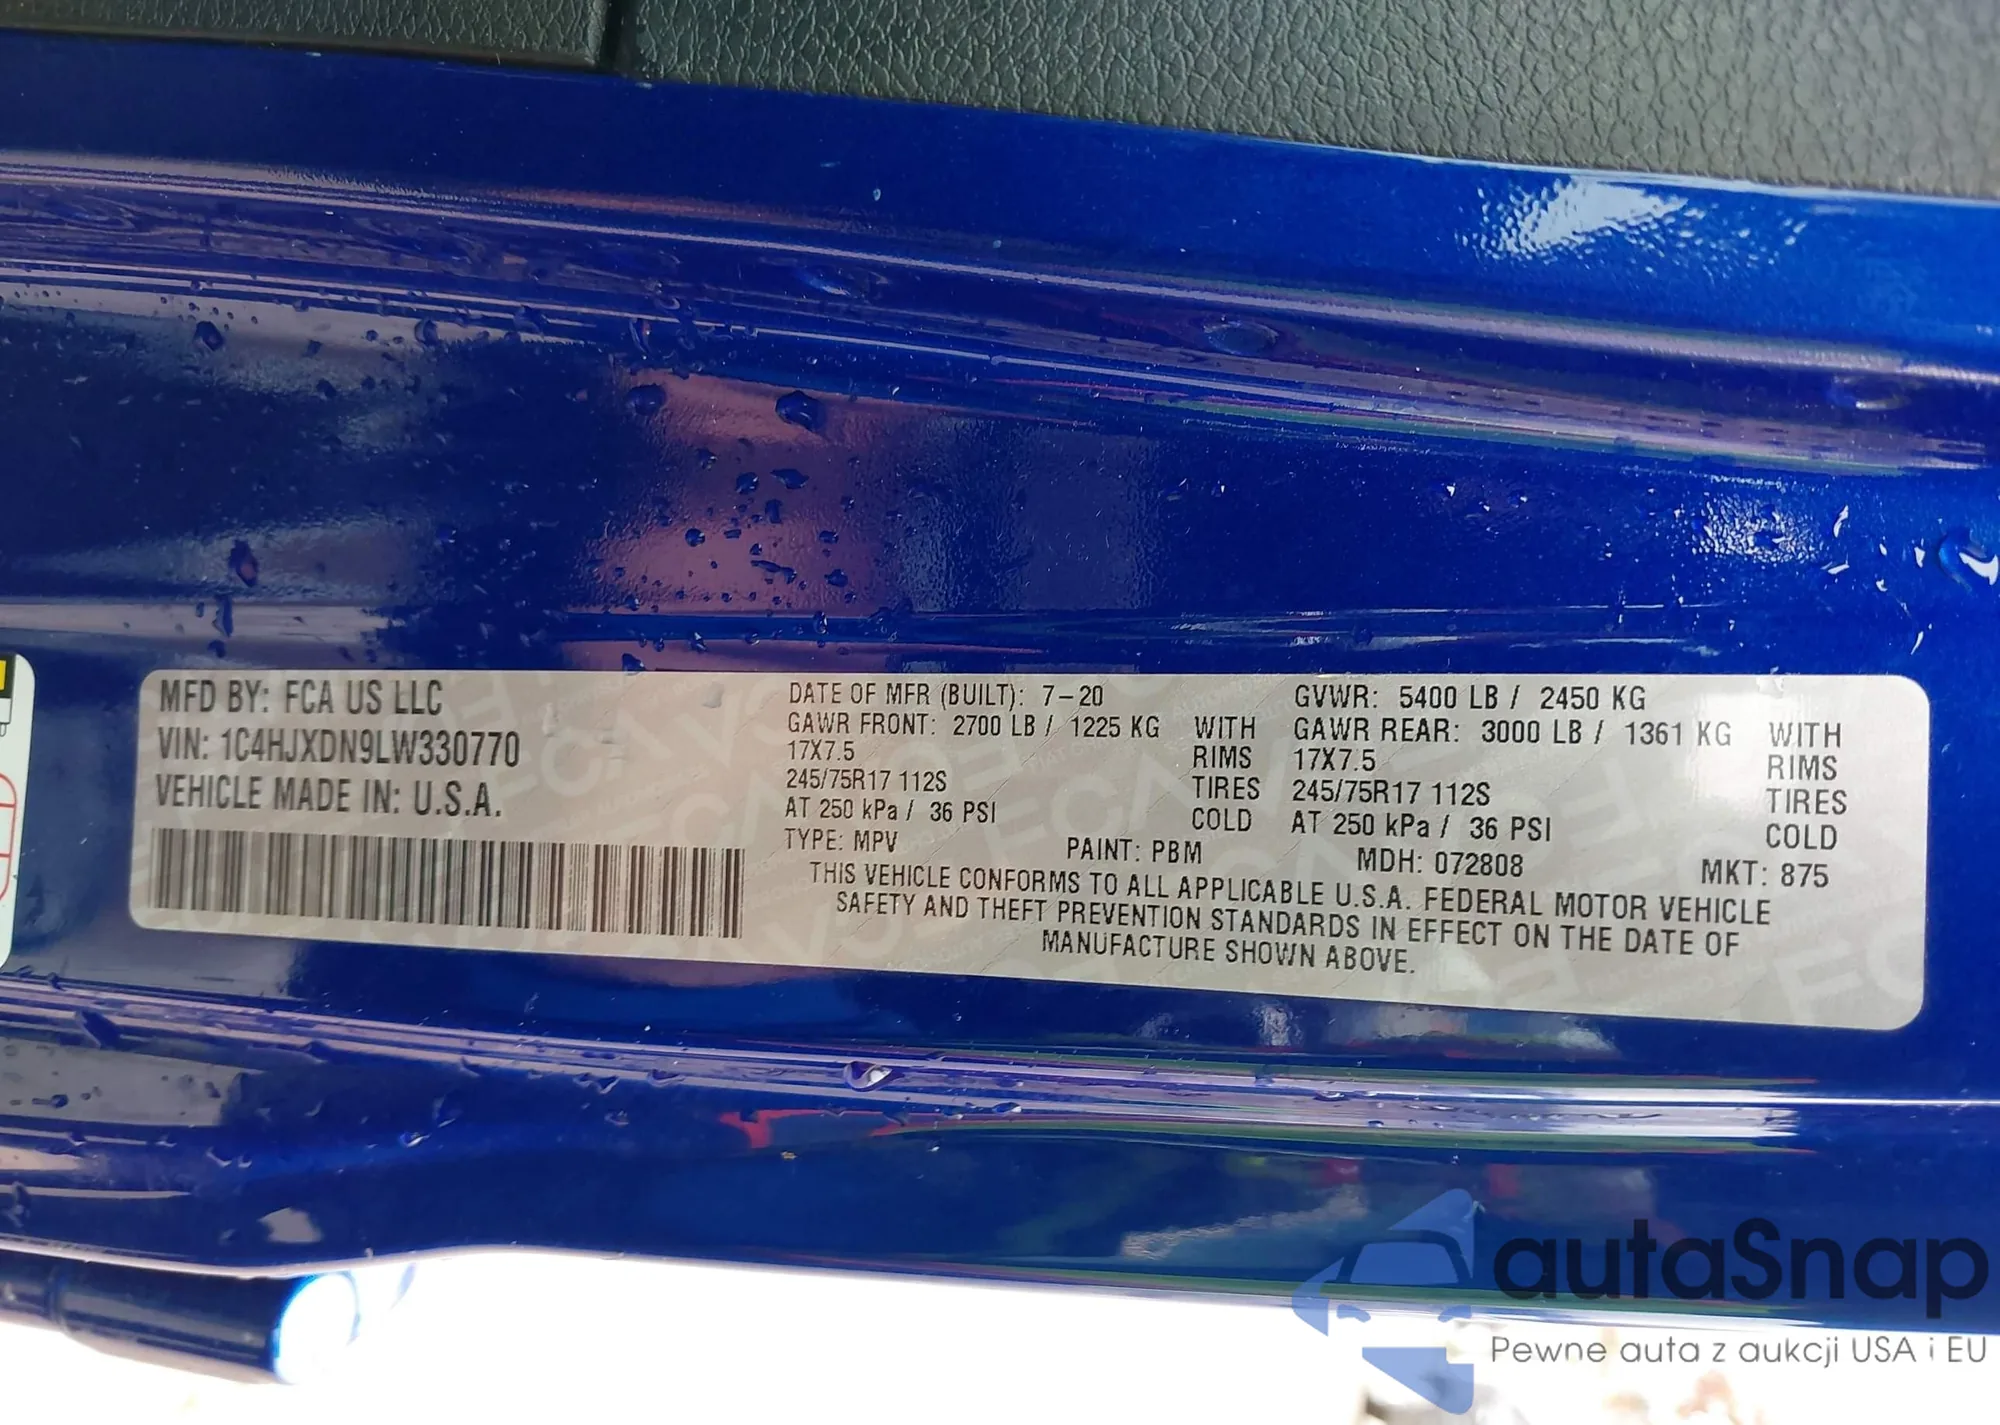 MFD BY: FCA US LLC
VIN: 1C4HJXDN9LW330770
VEHICLE MADE IN: U.S.A.
DATE OF MFR (BUILT): 7-20
GAWR FRONT: 2700 LB / 1225 KG WITH
17X7.5 RIMS
245/75R17 112S TIRES
AT 250 kPa / 36 PSI COLD
TYPE: MPV
GVWR: 5400 LB / 2450 KG
GAWR REAR: 3000 LB / 1361 KG WITH
17X7.5 RIMS
245/75R17 112S TIRES
AT 250 kPa / 36 PSI COLD
PAINT: PBM MDH: 072808 MKT: 875
THIS VEHICLE CONFORMS TO ALL APPLICABLE U.S.A. FEDERAL MOTOR VEHICLE
SAFETY AND THEFT PREVENTION STANDARDS IN EFFECT ON THE DATE OF
MANUFACTURE SHOWN ABOVE.
autaSnap
Pewne auta z aukcji USA i EU